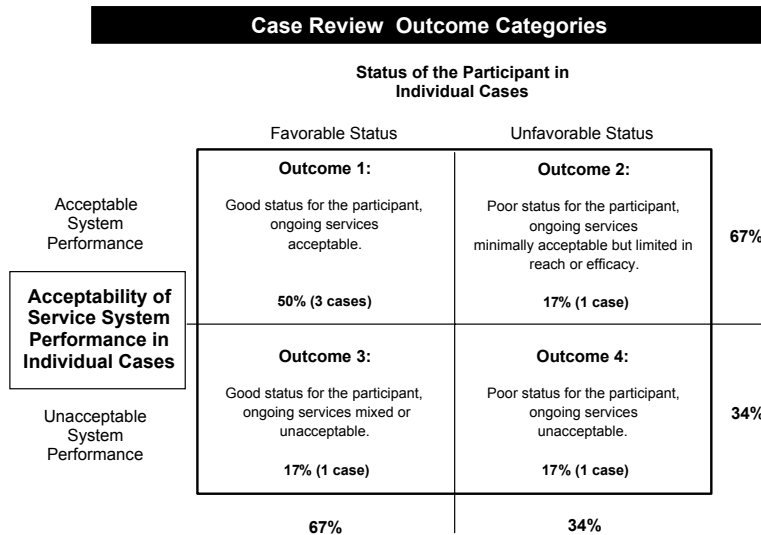 Case Review Outcome Categories
Status of the Participant in
Individual Cases
Favorable Status
Unfavorable Status
Acceptable
System
Performance
Outcome 1:
Good status for the participant,
ongoing services
acceptable.
50% (3 cases)
Outcome 2:
Poor status for the participant,
ongoing services
minimally acceptable but limited in
reach or efficacy.
17% (1 case)
67%
Acceptability of
Service System
Performance in
Individual Cases
Unacceptable
System
Performance
Outcome 3:
Good status for the participant,
ongoing services mixed or
unacceptable.
17% (1 case)
Outcome 4:
Poor status for the participant,
ongoing services
unacceptable.
17% (1 case)
34%
67%
34%